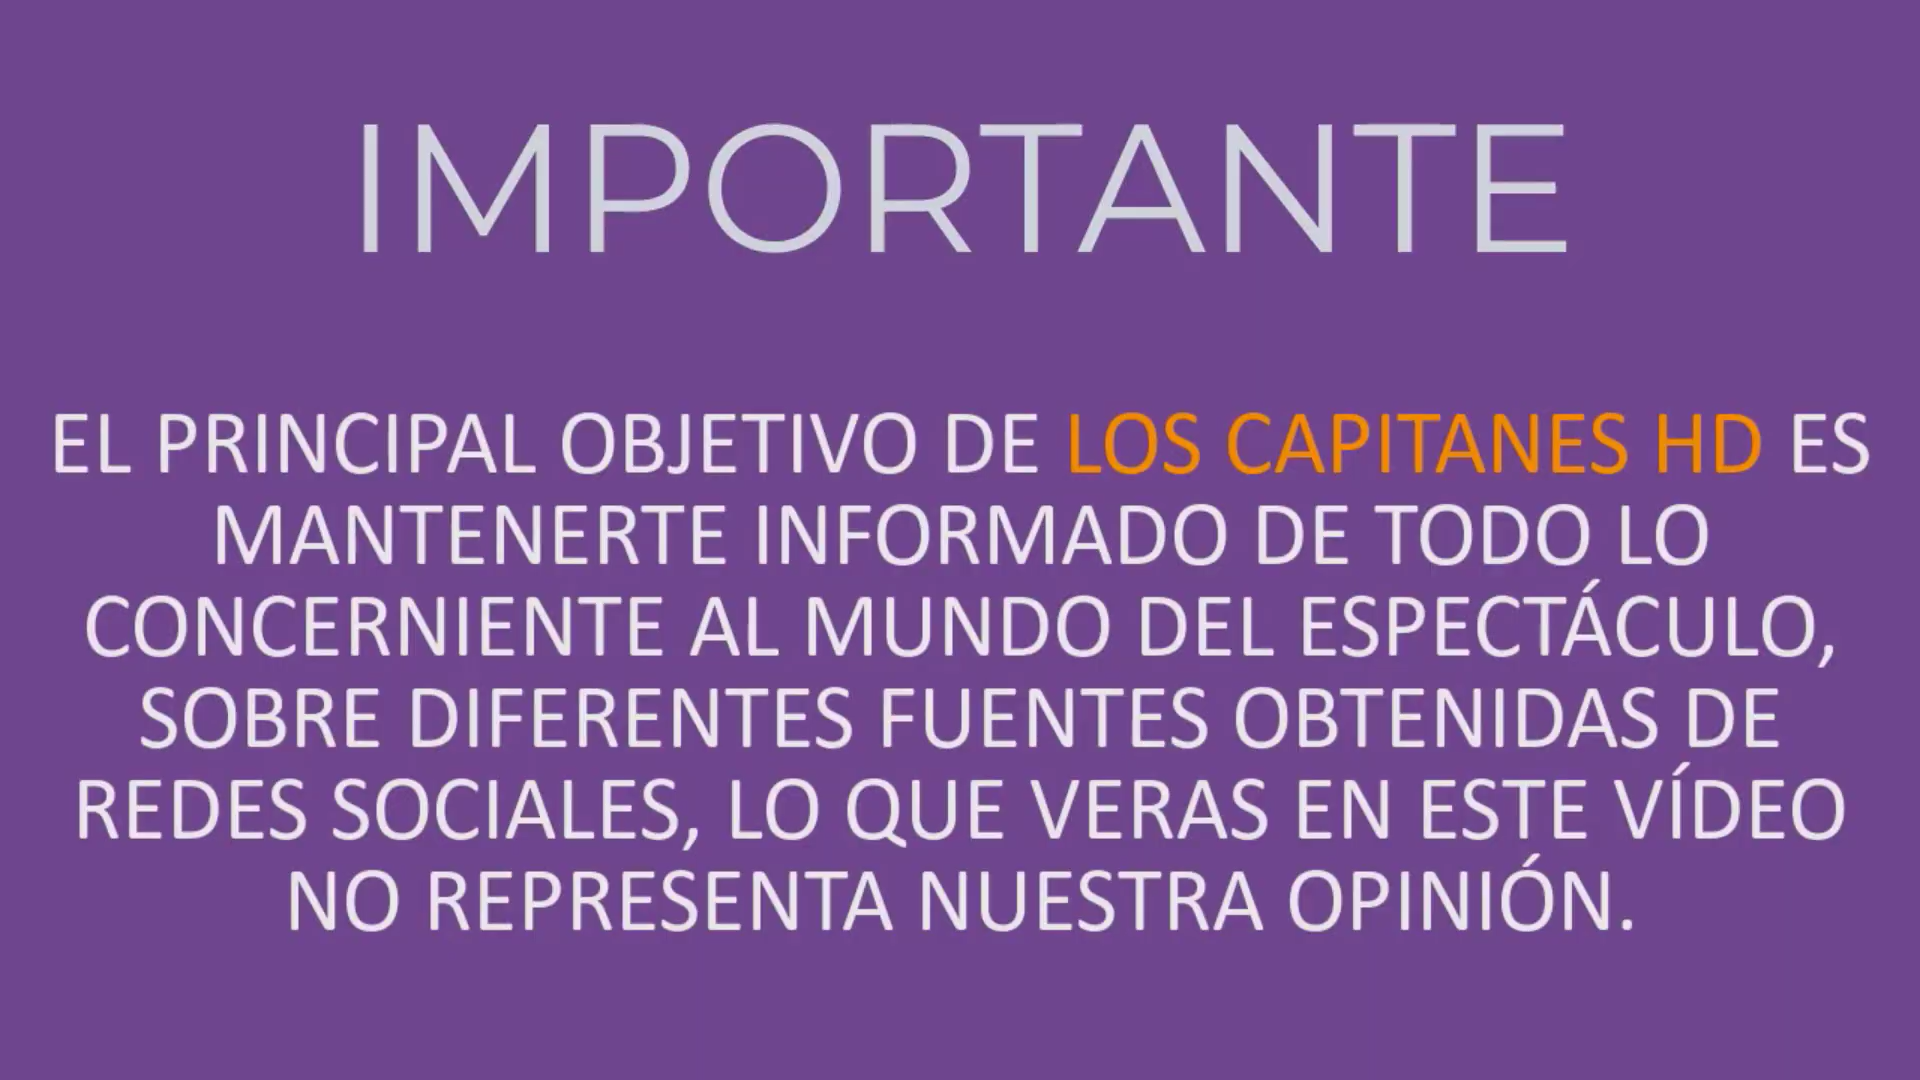 IMPORTANTE
EL PRINCIPAL OBJETIVO DE LOS CAPITANES HD ES
MANTENERTE INFORMADO DE TODO LO
CONCERNIENTE AL MUNDO DEL ESPECTÁCULO,
SOBRE DIFERENTES FUENTES OBTENIDAS DE
REDES SOCIALES, LO QUE VERAS EN ESTE VÍDEO
NO REPRESENTA NUESTRA OPINIÓN.